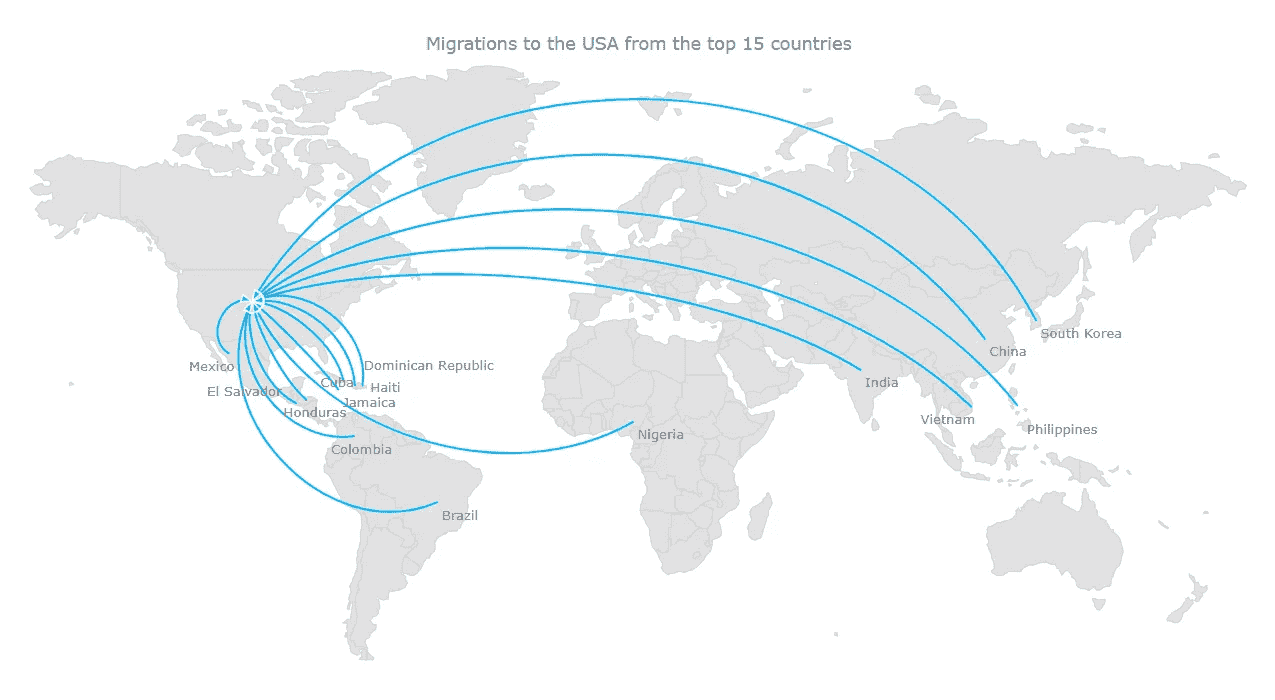 Migrations to the USA from the top 15 countries
South Korea
China
Mexico
Dominican Republic
Cuba
Haiti
India
El Salvador
Jamaica
Honduras
Vietnam
Philippines
Nigeria
Colombia
Brazil